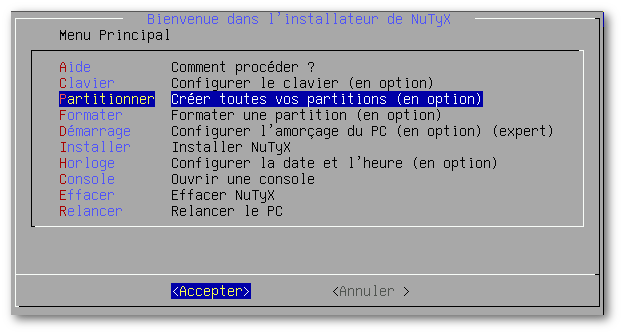 Bienvenue dans l'installateur de NuTyX
Menu Principal
Aide Comment procéder ?
Clavier Configurer le clavier (en option)
Partitionner Créer toutes vos partitions (en option)
Formater Formater une partition (en option)
Démarrage Configurer l'amorçage du PC (en option) (expert)
Installer Installer NuTyX
Horloge Configurer la date et l'heure (en option)
Console Ouvrir une console
Effacer Effacer NuTyX
Relancer Relancer le PC
<Accepter> <Annuler >